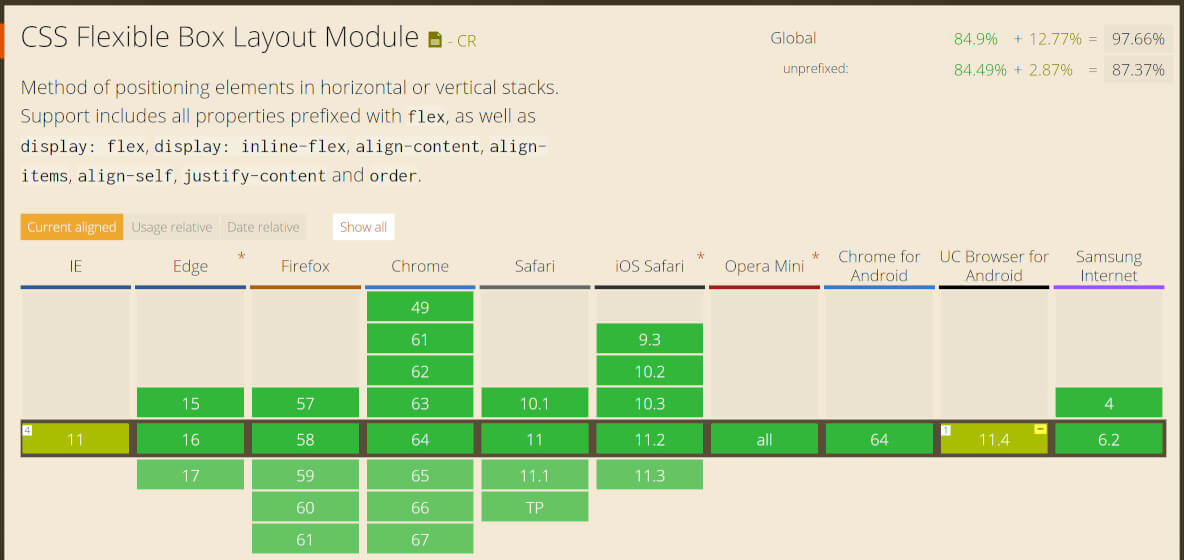 CSS Flexible Box Layout Module - CR
Global 84.9% + 12.77% = 97.66%
unprefixed: 84.49% + 2.87% = 87.37%
Method of positioning elements in horizontal or vertical stacks.
Support includes all properties prefixed with flex, as well as
display: flex, display: inline-flex, align-content, align-
items, align-self, justify-content and order.
Current aligned Usage relative Date relative Show all
IE Edge * Firefox Chrome Safari iOS Safari * Opera Mini * Chrome for Android UC Browser for Android Samsung Internet
49
61 9.3
62 10.2
15 57 63 10.1 10.3 4
4 11 16 58 64 11 11.2 all 64 1 11.4 - 6.2
17 59 65 11.1 11.3
60 66 TP
61 67